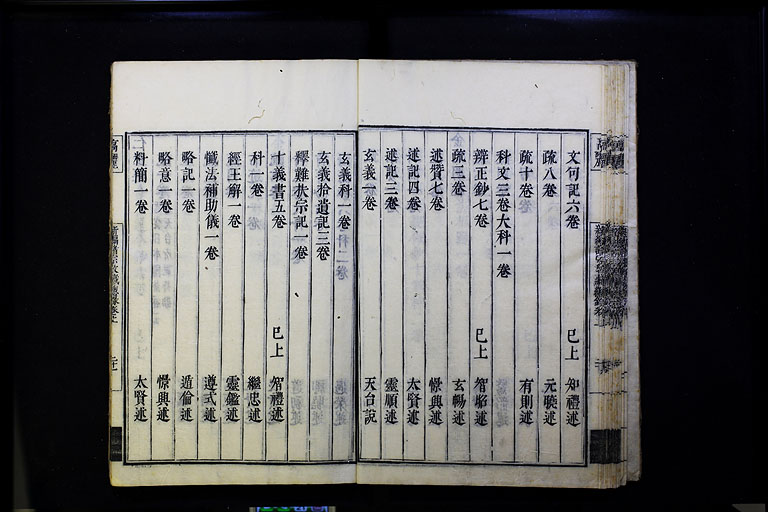 文句記六卷 已上 知禮述
疏八卷 元曉述
疏十卷 有則述
科文三卷大科一卷
辨正鈔七卷 已上 智㷔述
疏三卷 玄暢述
述贊七卷 憬興述
述記四卷 太賢述
述記三卷 靈順述
玄義一卷 天台說
玄義科一卷
玄義拾遺記三卷
釋難扶宗記一卷
十義書五卷 已上 智禮述
科一卷 繼忠述
經王解一卷 靈鑑述
懺法補助儀一卷 遵式述
略記一卷 遁倫述
略意一卷 憬興述
料簡一卷 太賢述